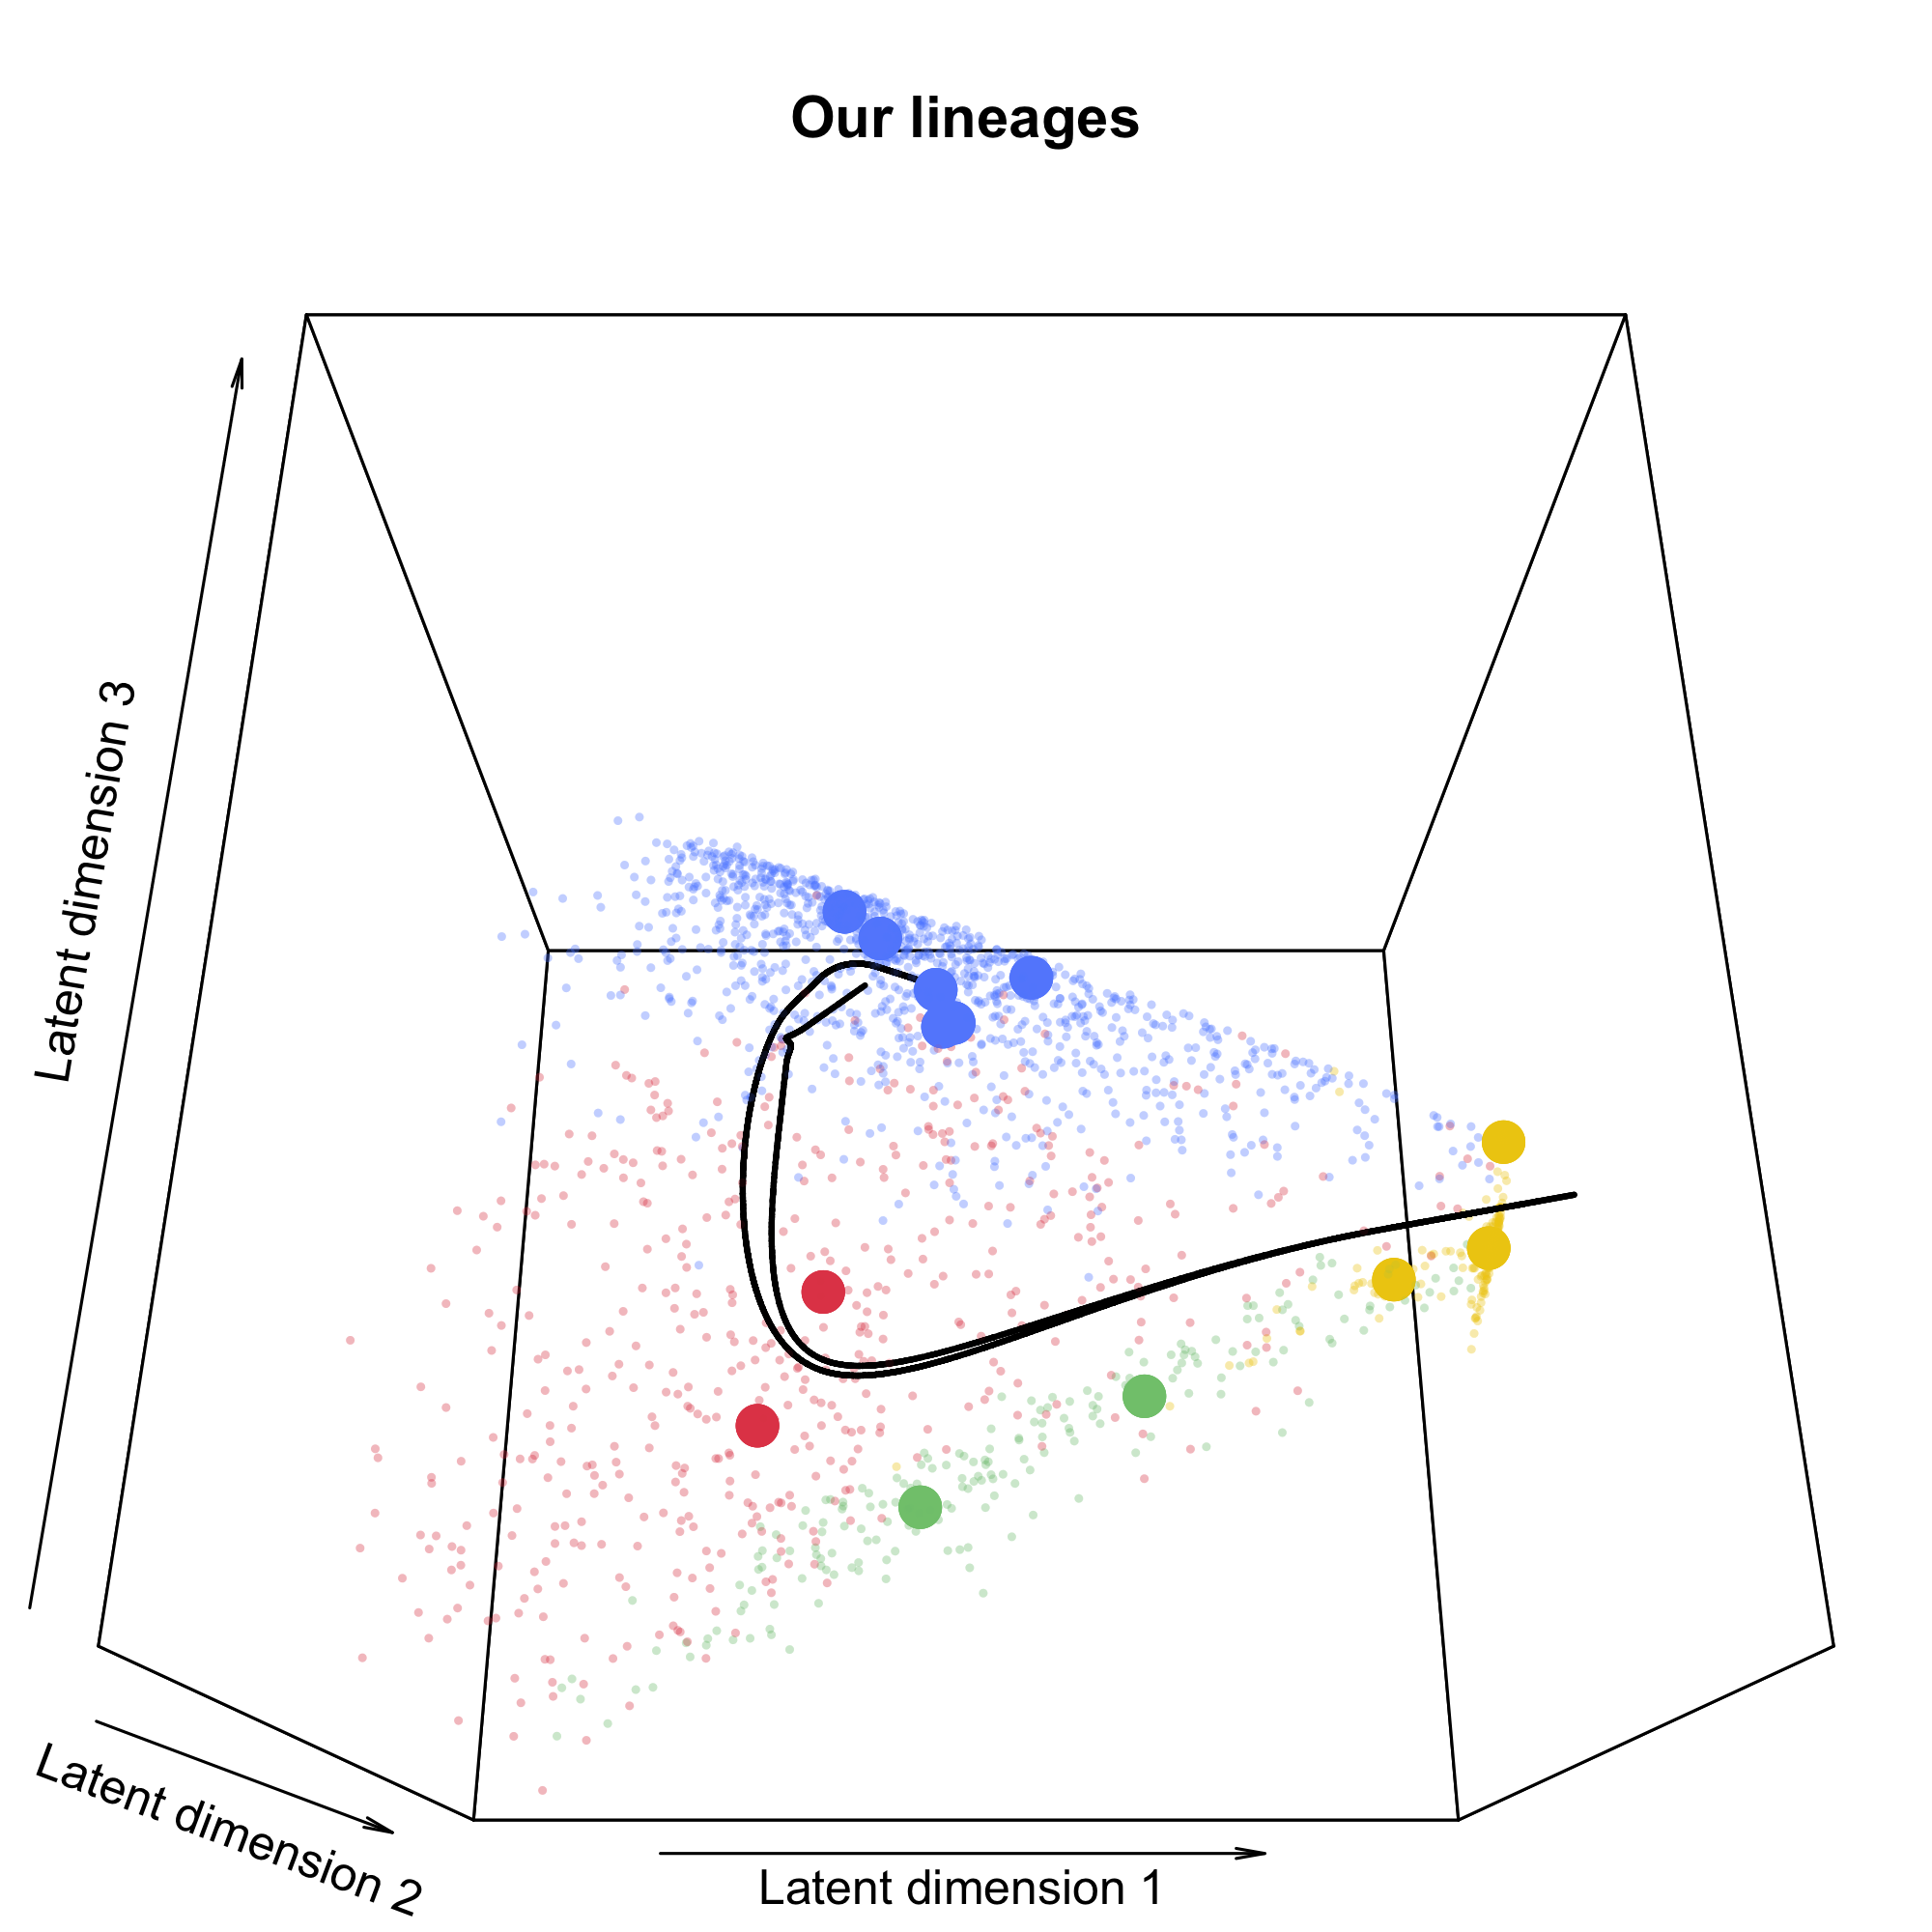 Our lineages
Latent dimension 3
Latent dimension 2
Latent dimension 1